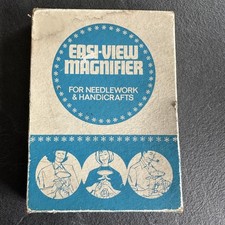 EASI-VIEW
MAGNIFIER
FOR NEEDLEWORK
& HANDICRAFTS